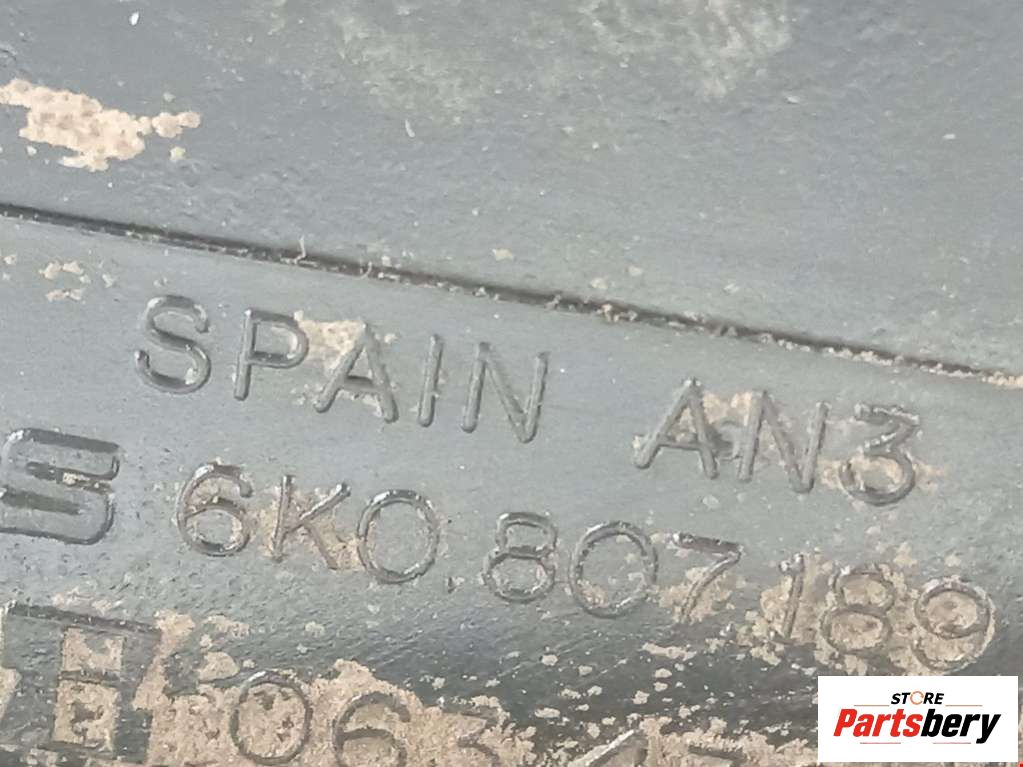 SPAIN AN3
S 6K0.807.189
STORE
Partsbery